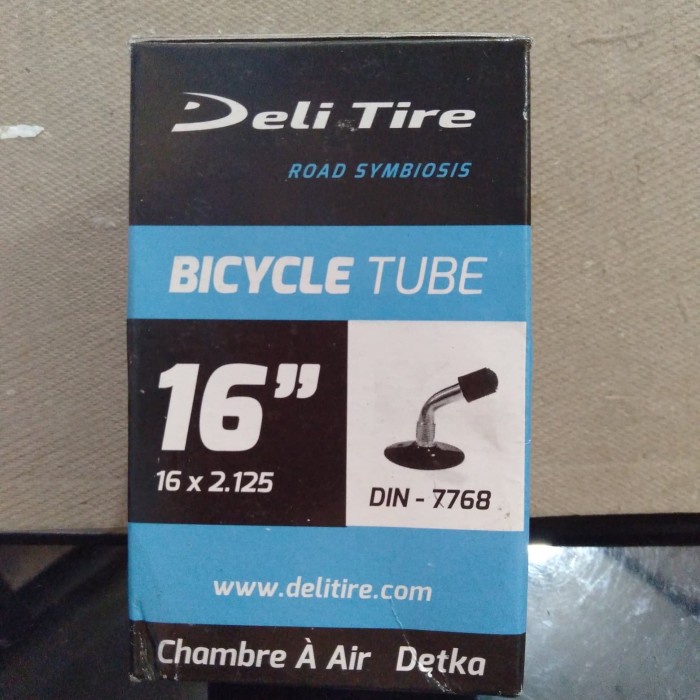 Deli Tire
ROAD SYMBIOSIS
BICYCLE TUBE
16”
16 x 2.125
DIN - 7768
www.delitire.com
Chambre À Air Detka